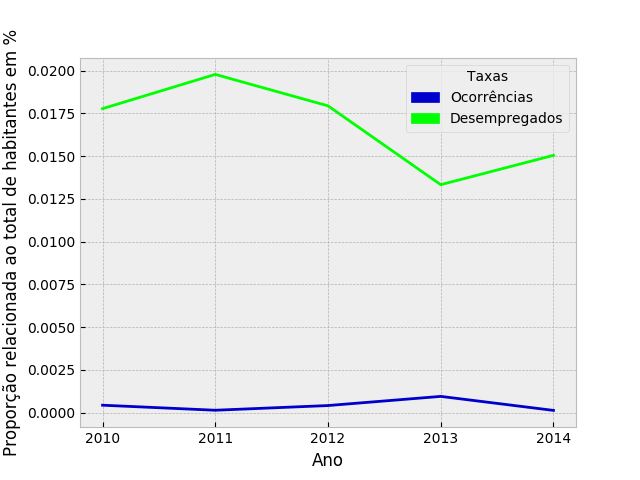 Proporção relacionada ao total de habitantes em %
0.0200
0.0175
0.0150
0.0125
0.0100
0.0075
0.0050
0.0025
0.0000
Taxas
Ocorrências
Desempregados
2010 2011 2012 2013 2014
Ano